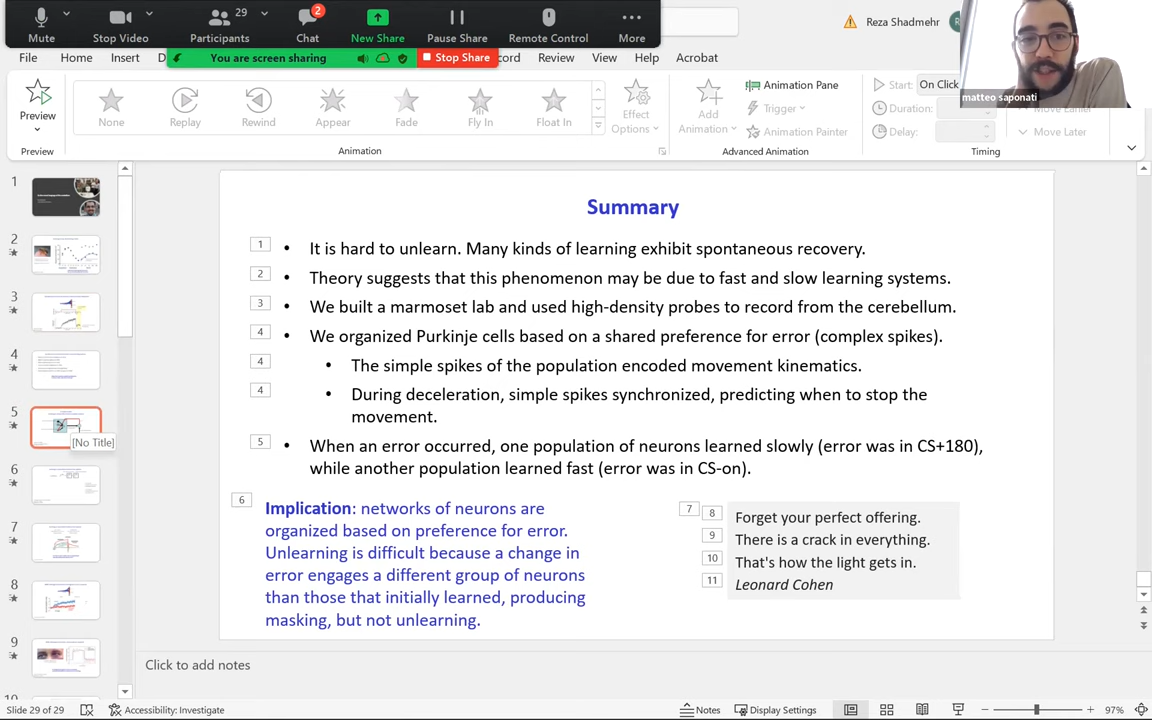 29
2
Mute
Stop Video
Participants
Chat
New Share
Pause Share
Remote Control
More
Reza Shadmehr
R
You are screen sharing
Stop Share
File
Home
Insert
D
cord
Review
View
Help
Acrobat
matteo saponati
Preview
None
Replay
Rewind
Appear
Fade
Fly In
Float In
Effect
Options
Add
Animation
Animation Pane
Trigger
Animation Painter
Start:
On Click
Duration:
Delay:
Move Earlier
Move Later
Preview
Animation
Advanced Animation
Timing
1
2
3
4
5
[No Title]
6
7
8
9
Summary
1 • It is hard to unlearn. Many kinds of learning exhibit spontaneous recovery.
2 • Theory suggests that this phenomenon may be due to fast and slow learning systems.
3 • We built a marmoset lab and used high-density probes to record from the cerebellum.
4 • We organized Purkinje cells based on a shared preference for error (complex spikes).
4 • The simple spikes of the population encoded movement kinematics.
4 • During deceleration, simple spikes synchronized, predicting when to stop the
movement.
5 • When an error occurred, one population of neurons learned slowly (error was in CS+180),
while another population learned fast (error was in CS-on).
6 Implication: networks of neurons are
organized based on preference for error.
Unlearning is difficult because a change in
error engages a different group of neurons
than those that initially learned, producing
masking, but not unlearning.
7 8 Forget your perfect offering.
9 There is a crack in everything.
10 That's how the light gets in.
11 Leonard Cohen
Click to add notes
Slide 29 of 29
Accessibility: Investigate
Notes
Display Settings
97%